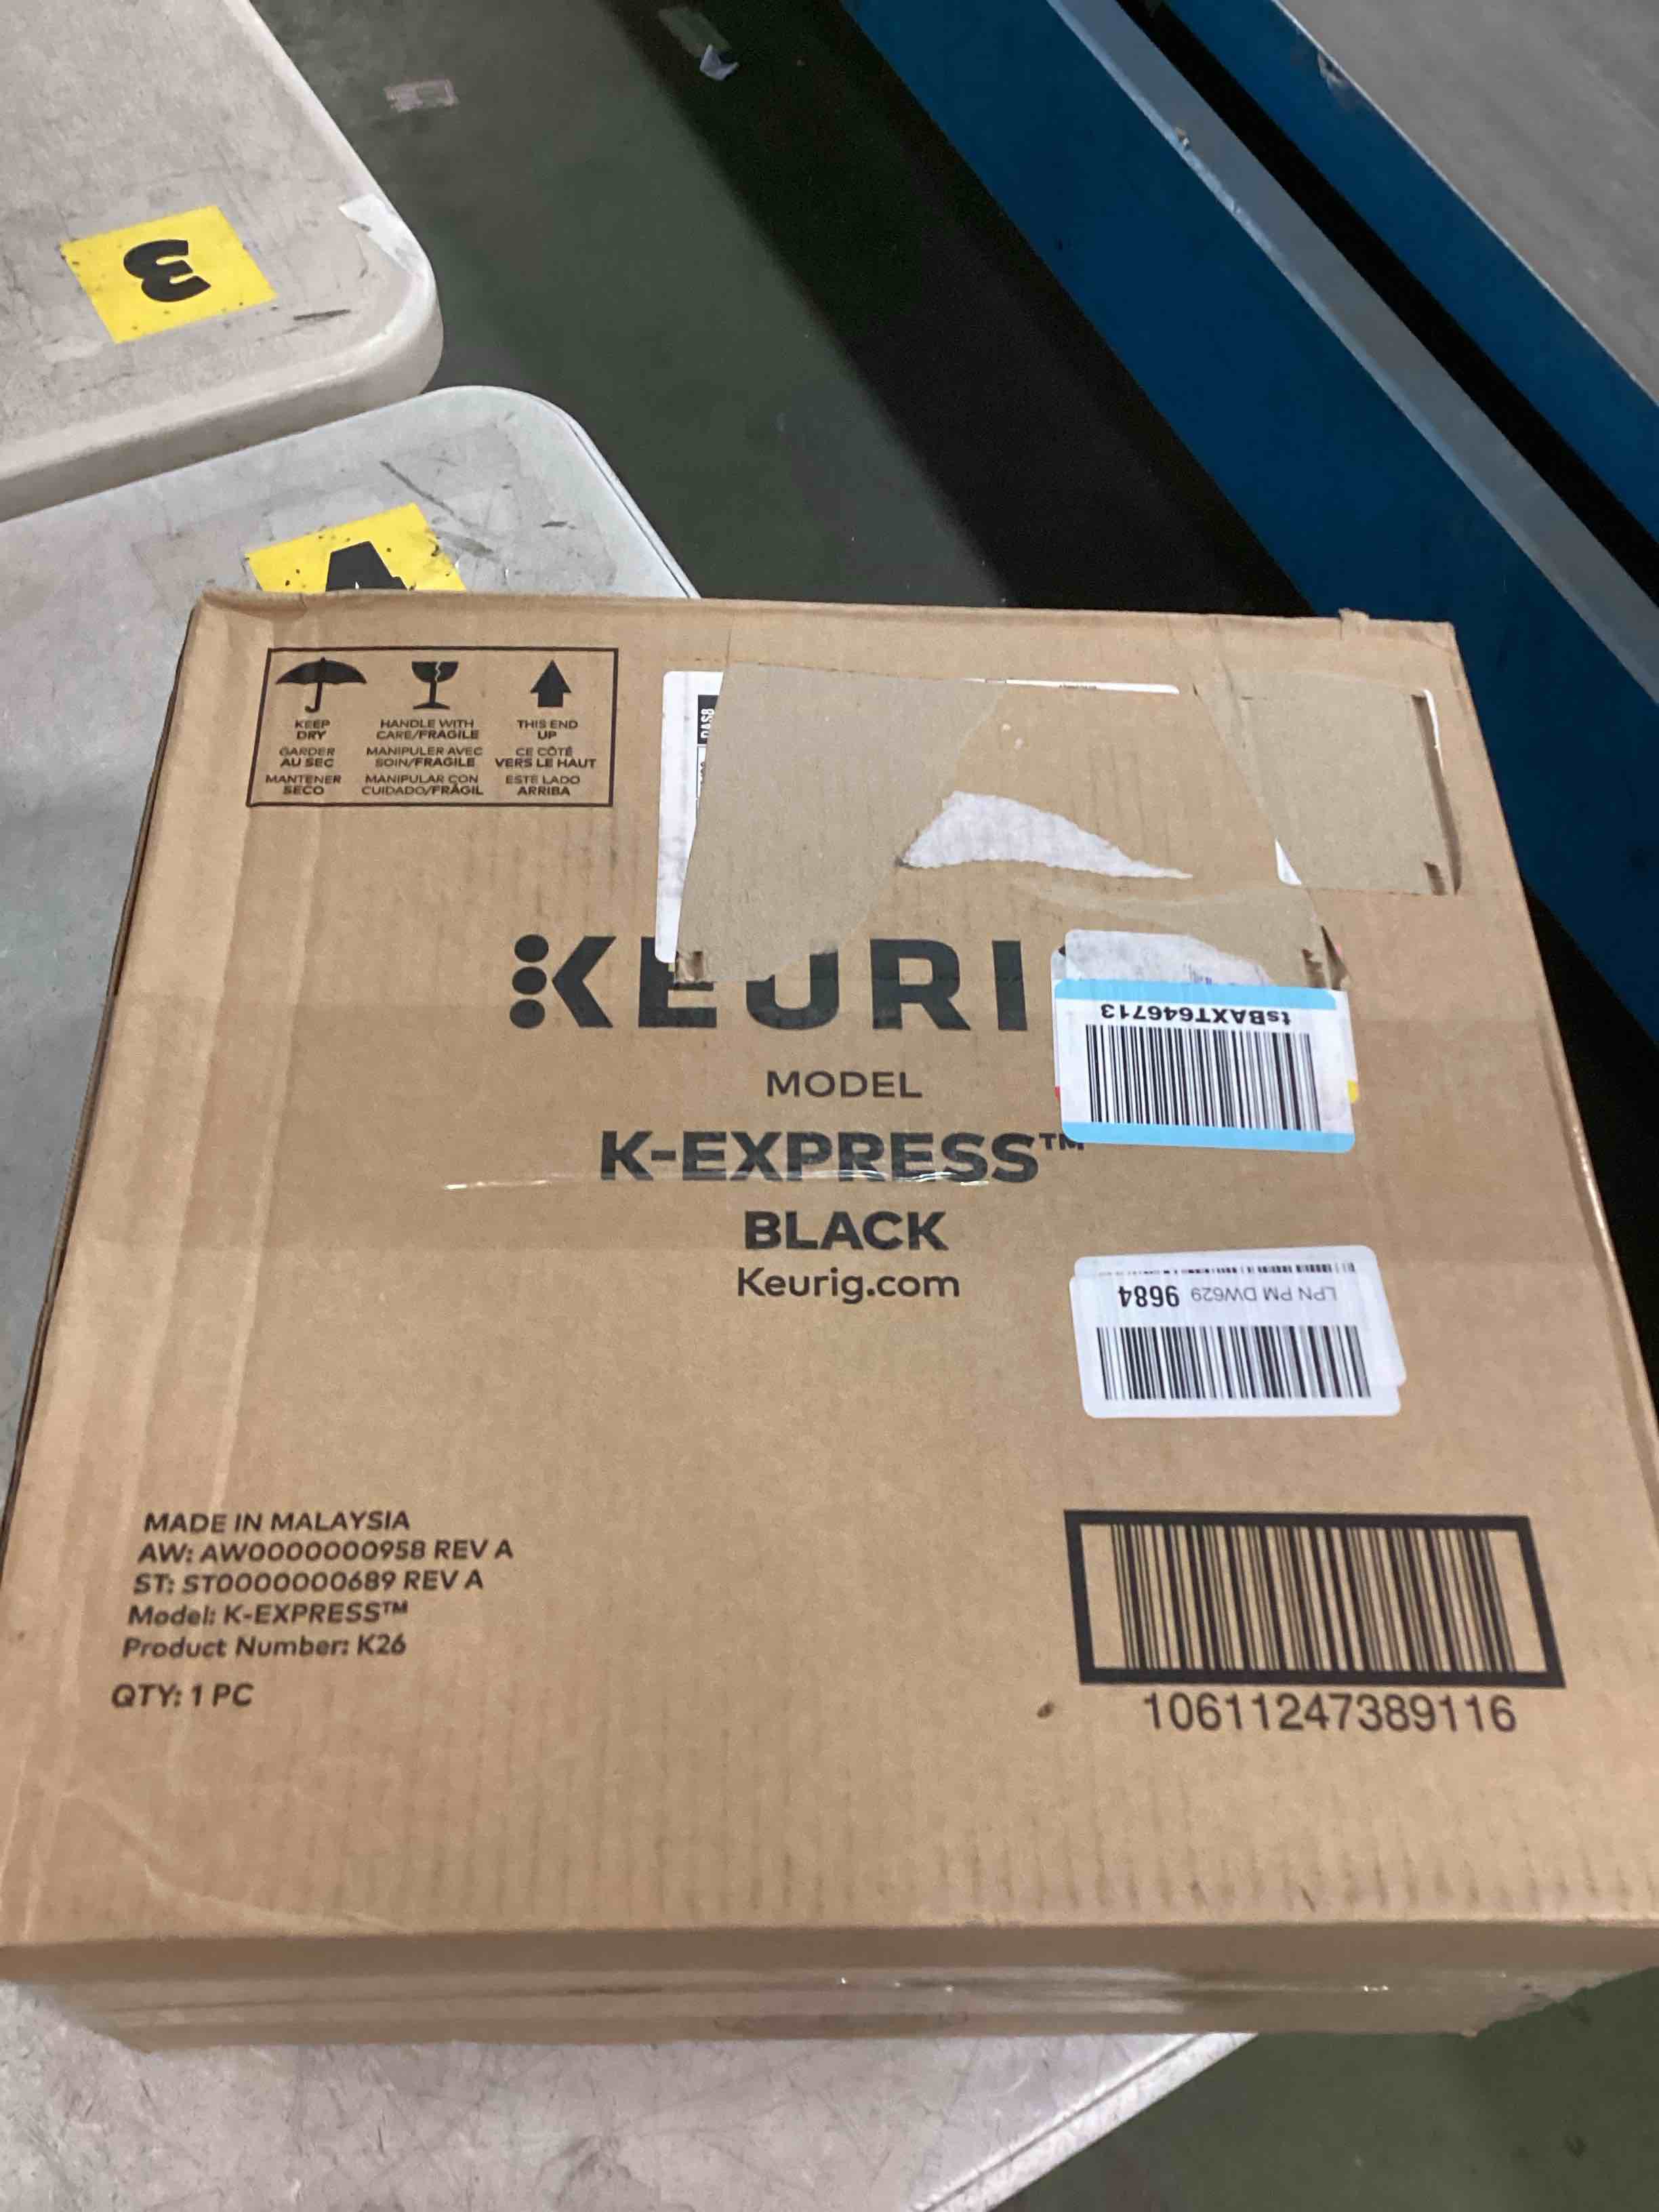 3
KEEP
DRY
GARDER
AU SEC
MANTENER
SECO
HANDLE WITH
CARE/FRAGILE
MANIPULER AVEC
SOIN/FRAGILE
MANIPULAR CON
CUIDADO/FRÁGIL
THIS END
UP
CE CÔTÉ
VERS LE HAUT
ESTE LADO
ARRIBA
KEURI
tsBAXT646713
MODEL
K-EXPRESS™
BLACK
Keurig.com
LPN PM DW629 9684
MADE IN MALAYSIA
AW: AW0000000958 REV A
ST: ST0000000689 REV A
Model: K-EXPRESS™
Product Number: K26
QTY: 1 PC
10611247389116